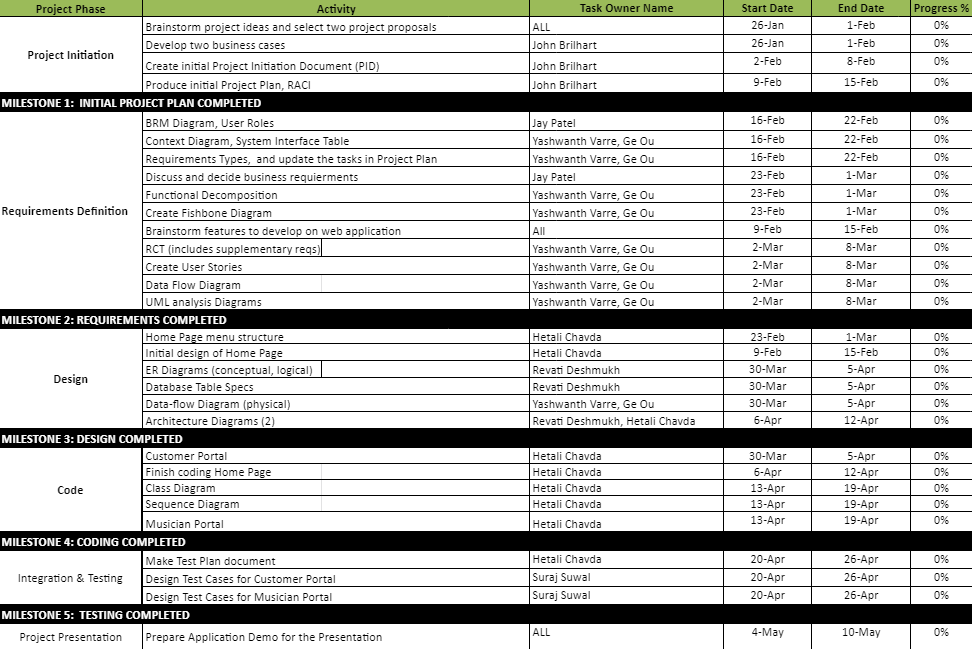 Project Phase Activity Task Owner Name Start Date End Date Progress %
Project Initiation
Brainstorm project ideas and select two project proposals ALL 26-Jan 1-Feb 0%
Develop two business cases John Brilhart 26-Jan 1-Feb 0%
Create initial Project Initiation Document (PID) John Brilhart 2-Feb 8-Feb 0%
Produce initial Project Plan, RACI John Brilhart 9-Feb 15-Feb 0%
MILESTONE 1: INITIAL PROJECT PLAN COMPLETED
Requirements Definition
BRM Diagram, User Roles Jay Patel 16-Feb 22-Feb 0%
Context Diagram, System Interface Table Yashwanth Varre, Ge Ou 16-Feb 22-Feb 0%
Requirements Types, and update the tasks in Project Plan Yashwanth Varre, Ge Ou 16-Feb 22-Feb 0%
Discuss and decide business requierments Jay Patel 23-Feb 1-Mar 0%
Functional Decomposition Yashwanth Varre, Ge Ou 23-Feb 1-Mar 0%
Create Fishbone Diagram Yashwanth Varre, Ge Ou 23-Feb 1-Mar 0%
Brainstorm features to develop on web application All 9-Feb 15-Feb 0%
RCT (includes supplementary reqs) Yashwanth Varre, Ge Ou 2-Mar 8-Mar 0%
Create User Stories Yashwanth Varre, Ge Ou 2-Mar 8-Mar 0%
Data Flow Diagram Yashwanth Varre, Ge Ou 2-Mar 8-Mar 0%
UML analysis Diagrams Yashwanth Varre, Ge Ou 2-Mar 8-Mar 0%
MILESTONE 2: REQUIREMENTS COMPLETED
Design
Home Page menu structure Hetali Chavda 23-Feb 1-Mar 0%
Initial design of Home Page Hetali Chavda 9-Feb 15-Feb 0%
ER Diagrams (conceptual, logical) Revati Deshmukh 30-Mar 5-Apr 0%
Database Table Specs Revati Deshmukh 30-Mar 5-Apr 0%
Data-flow Diagram (physical) Yashwanth Varre, Ge Ou 30-Mar 5-Apr 0%
Architecture Diagrams (2) Revati Deshmukh, Hetali Chavda 6-Apr 12-Apr 0%
MILESTONE 3: DESIGN COMPLETED
Code
Customer Portal Hetali Chavda 30-Mar 5-Apr 0%
Finish coding Home Page Hetali Chavda 6-Apr 12-Apr 0%
Class Diagram Hetali Chavda 13-Apr 19-Apr 0%
Sequence Diagram Hetali Chavda 13-Apr 19-Apr 0%
Musician Portal Hetali Chavda 13-Apr 19-Apr 0%
MILESTONE 4: CODING COMPLETED
Integration & Testing
Make Test Plan document Hetali Chavda 20-Apr 26-Apr 0%
Design Test Cases for Customer Portal Suraj Suwal 20-Apr 26-Apr 0%
Design Test Cases for Musician Portal Suraj Suwal 20-Apr 26-Apr 0%
MILESTONE 5: TESTING COMPLETED
Project Presentation Prepare Application Demo for the Presentation ALL 4-May 10-May 0%